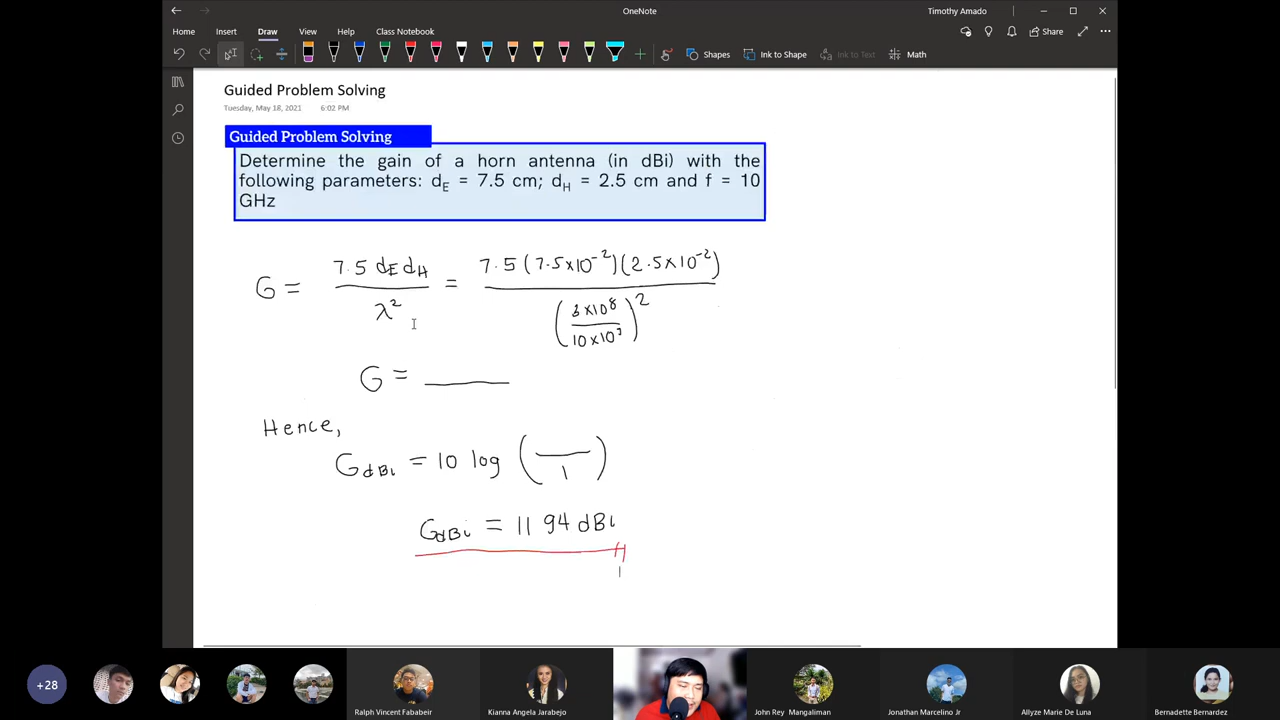 OneNote
Timothy Amado
Home Insert Draw View Help Class Notebook
Share
Shapes Ink to Shape Ink to Text Math
Guided Problem Solving
Tuesday, May 18, 2021 6:02 PM
Guided Problem Solving
Determine the gain of a horn antenna (in dBi) with the
following parameters: dE = 7.5 cm; dH = 2.5 cm and f = 10
GHz
G = 7.5 dE dH / λ² = 7.5 (7.5x10⁻²)(2.5x10⁻²) / (3x10⁸ / 10x10⁹)²
G = ____
Hence,
GdBi = 10 log ( ____ / 1 )
GdBi = 11 94 dBi
+28
Ralph Vincent Fababeir
Kianna Angela Jarabejo
John Rey Mangaliman
Jonathan Marcelino Jr
Allyze Marie De Luna
Bernadette Bernardez